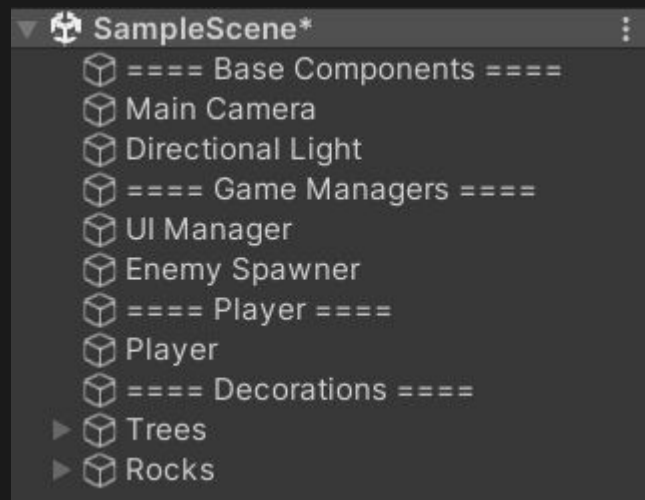 SampleScene*
==== Base Components ====
Main Camera
Directional Light
==== Game Managers ====
UI Manager
Enemy Spawner
==== Player ====
Player
==== Decorations ====
Trees
Rocks